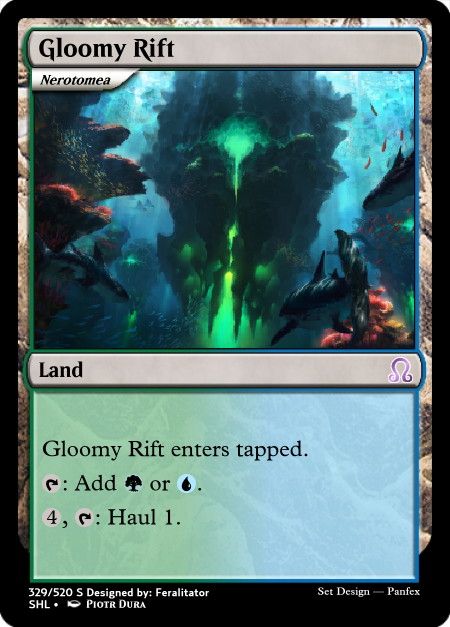 Gloomy Rift
Nerotomea
Land
Gloomy Rift enters tapped.
: Add or .
4, : Haul 1.
329/520 S Designed by: Feralitator
Set Design — Panfex
SHL • Piotr Dura